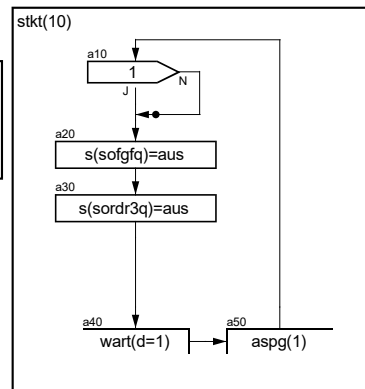 stkt(10)
a10
1
J
N
a20
s(sofgfq)=aus
a30
s(sordr3q)=aus
a40
wart(d=1)
a50
aspg(1)